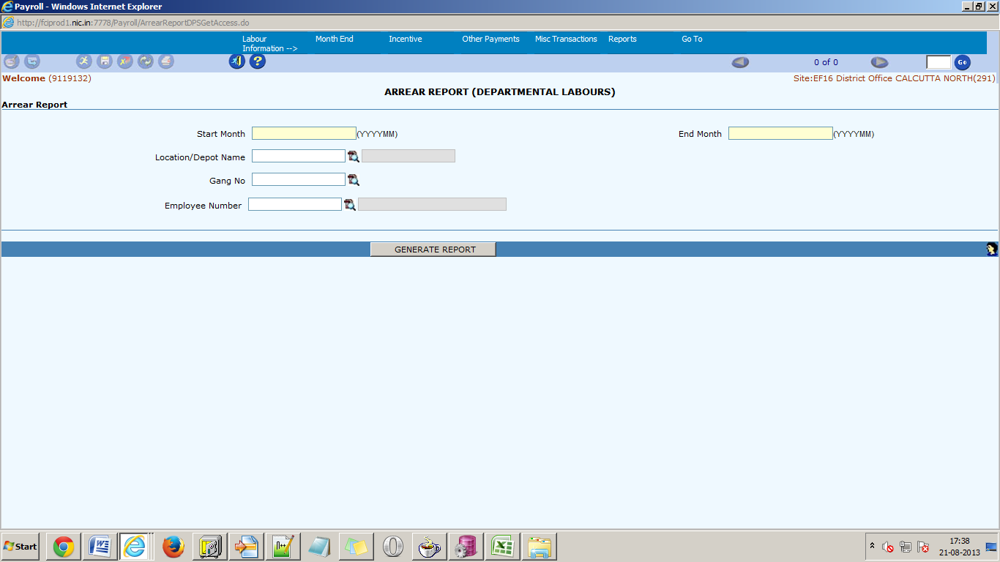 Payroll - Windows Internet Explorer
http://fciprod1.nic.in:7778/Payroll/ArrearReportDPSGetAccess.do
Labour Information --> Month End Incentive Other Payments Misc Transactions Reports Go To
0 of 0 Go
Welcome (9119132) Site:EF16 District Office CALCUTTA NORTH(291)
ARREAR REPORT (DEPARTMENTAL LABOURS)
Arrear Report
Start Month (YYYYMM) End Month (YYYYMM)
Location/Depot Name
Gang No
Employee Number
GENERATE REPORT
Start 17:38
21-08-2013